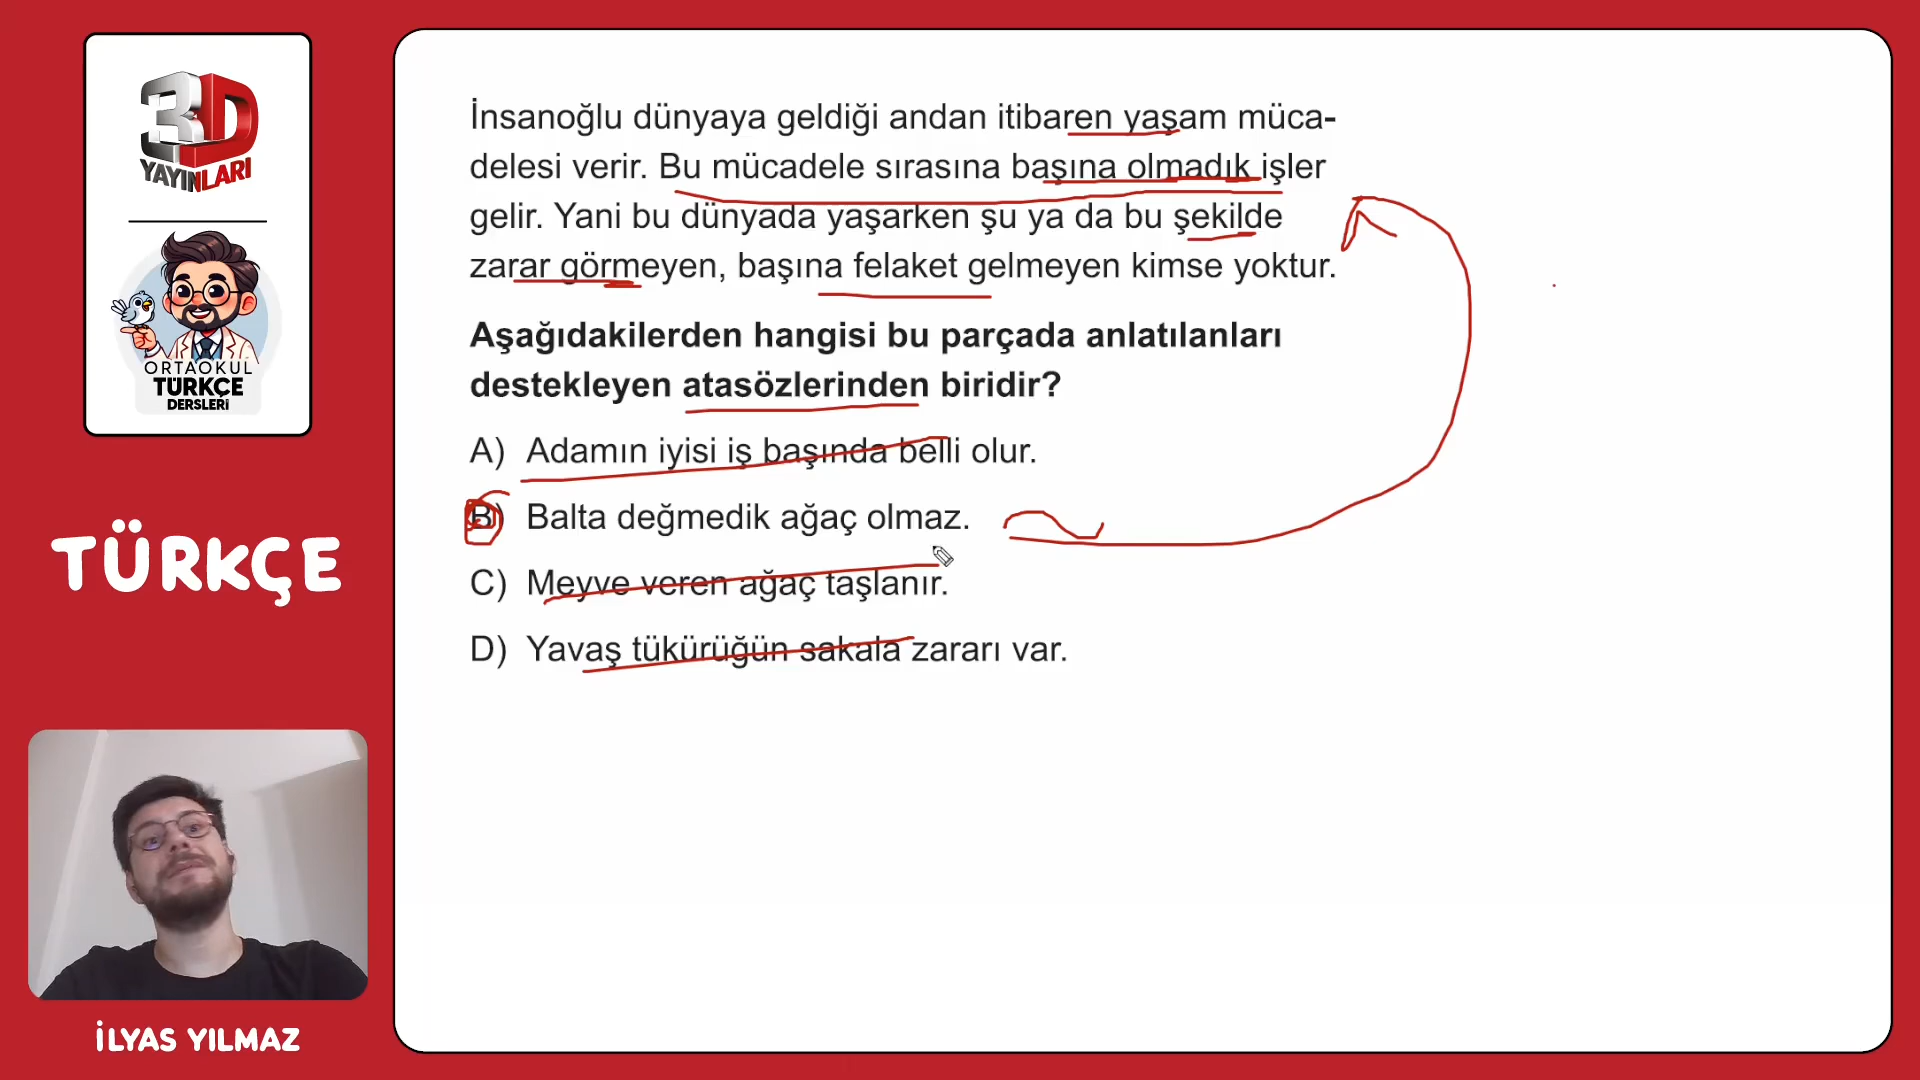 3D
YAYINLARI
ORTAOKUL
TÜRKÇE
DERSLERİ
TÜRKÇE
İLYAS YILMAZ
İnsanoğlu dünyaya geldiği andan itibaren yaşam müca-
delesi verir. Bu mücadele sırasına başına olmadık işler
gelir. Yani bu dünyada yaşarken şu ya da bu şekilde
zarar görmeyen, başına felaket gelmeyen kimse yoktur.
Aşağıdakilerden hangisi bu parçada anlatılanları
destekleyen atasözlerinden biridir?
A) Adamın iyisi iş başında belli olur.
B) Balta değmedik ağaç olmaz.
C) Meyve veren ağaç taşlanır.
D) Yavaş tükürüğün sakala zararı var.